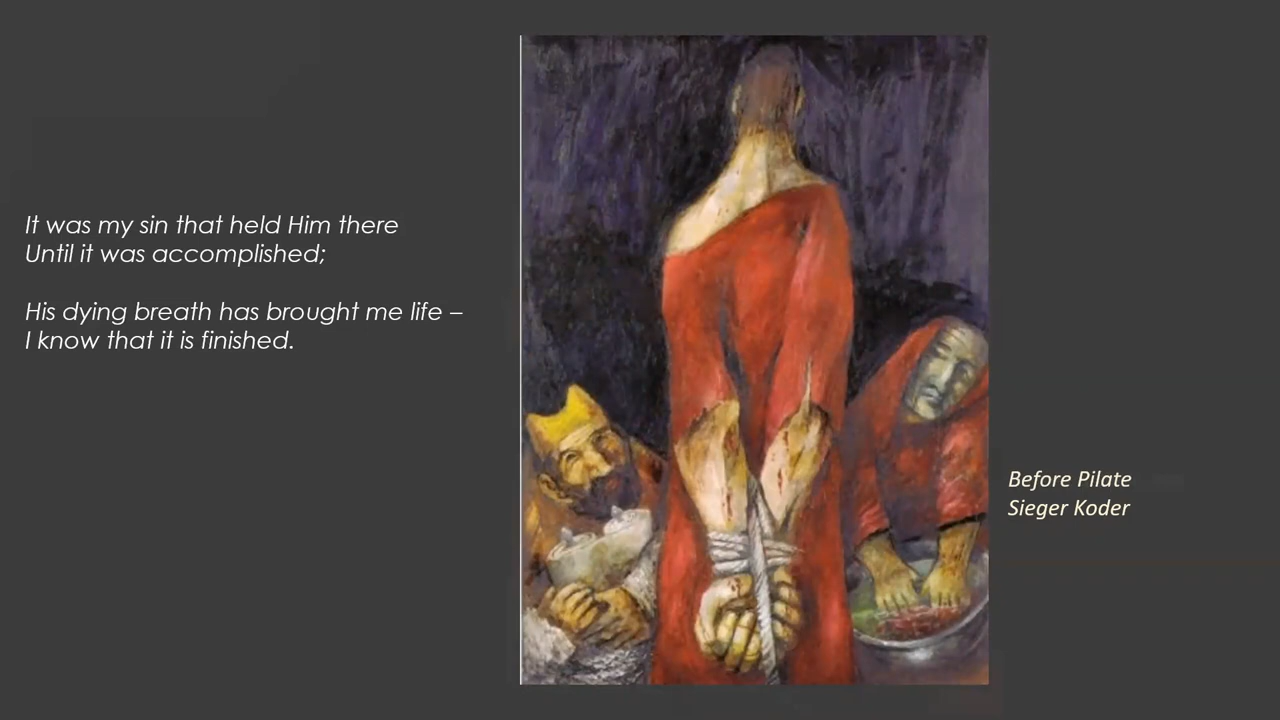 It was my sin that held Him there
Until it was accomplished;
His dying breath has brought me life –
I know that it is finished.
Before Pilate
Sieger Koder